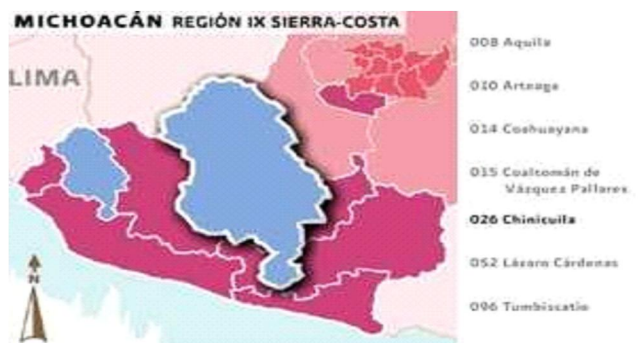 MICHOACÁN REGIÓN IX SIERRA-COSTA
LIMA
008 Aquila
010 Arteaga
014 Coahuayana
015 Coalcomán de
Vázquez Pallares
026 Chinicuila
052 Lázaro Cárdenas
096 Tumbiscatio
N